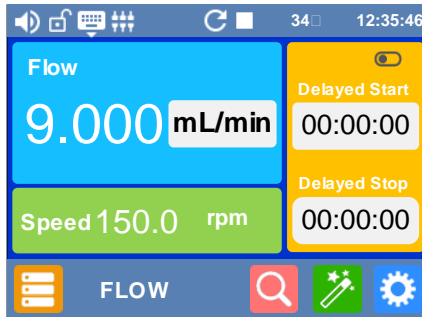 34 12:35:46
Flow
9.000 mL/min
Delayed Start
00:00:00
Delayed Stop
00:00:00
Speed 150.0 rpm
FLOW